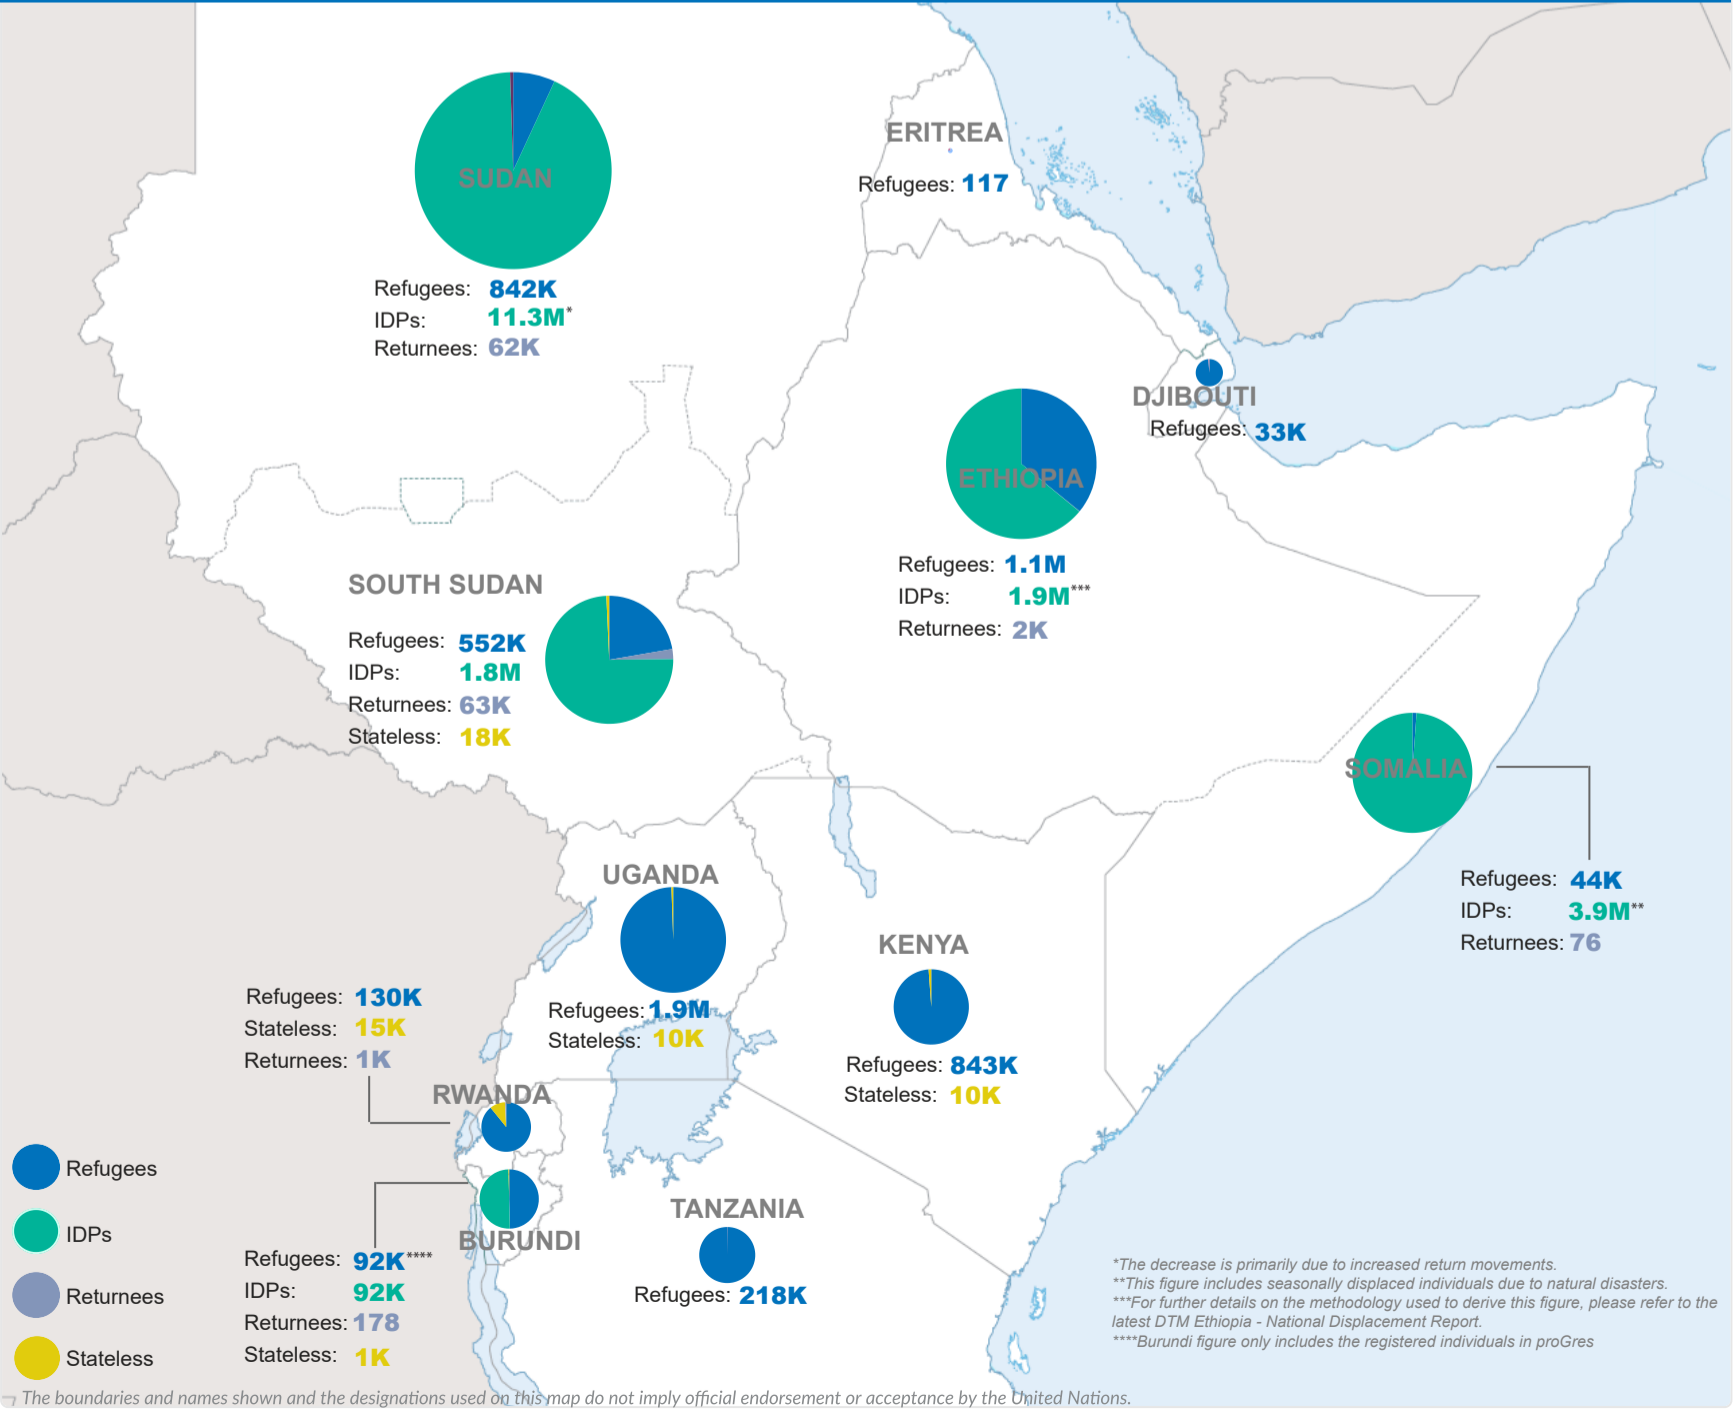 ERITREA
Refugees: 117
SUDAN
Refugees: 842K
IDPs: 11.3M*
Returnees: 62K
DJIBOUTI
Refugees: 33K
ETHIOPIA
Refugees: 1.1M
IDPs: 1.9M***
Returnees: 2K
SOUTH SUDAN
Refugees: 552K
IDPs: 1.8M
Returnees: 63K
Stateless: 18K
SOMALIA
Refugees: 44K
IDPs: 3.9M**
Returnees: 76
UGANDA
Refugees: 1.9M
Stateless: 10K
KENYA
Refugees: 843K
Stateless: 10K
Refugees: 130K
Stateless: 15K
Returnees: 1K
RWANDA
BURUNDI
Refugees: 92K****
IDPs: 92K
Returnees: 178
Stateless: 1K
TANZANIA
Refugees: 218K
Refugees
IDPs
Returnees
Stateless
*The decrease is primarily due to increased return movements.
**This figure includes seasonally displaced individuals due to natural disasters.
***For further details on the methodology used to derive this figure, please refer to the
latest DTM Ethiopia - National Displacement Report.
****Burundi figure only includes the registered individuals in proGres
The boundaries and names shown and the designations used on this map do not imply official endorsement or acceptance by the United Nations.